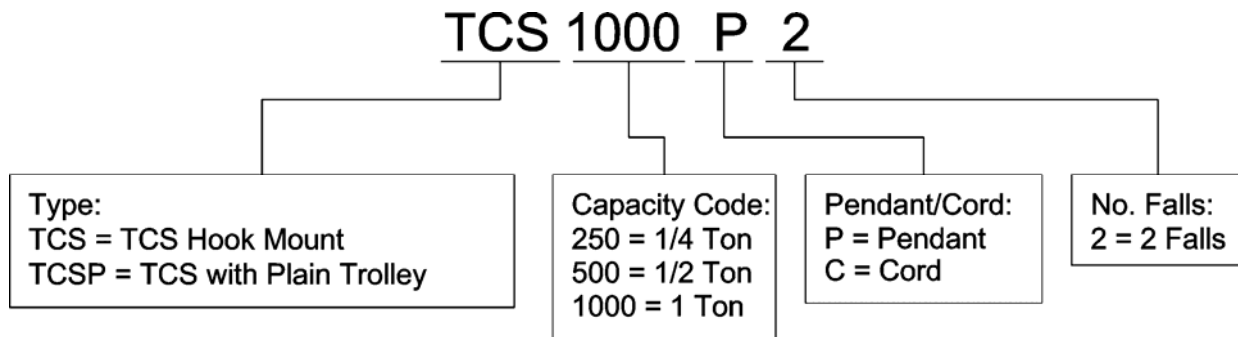 TCS 1000 P 2
Type:
TCS = TCS Hook Mount
TCSP = TCS with Plain Trolley
Capacity Code:
250 = 1/4 Ton
500 = 1/2 Ton
1000 = 1 Ton
Pendant/Cord:
P = Pendant
C = Cord
No. Falls:
2 = 2 Falls